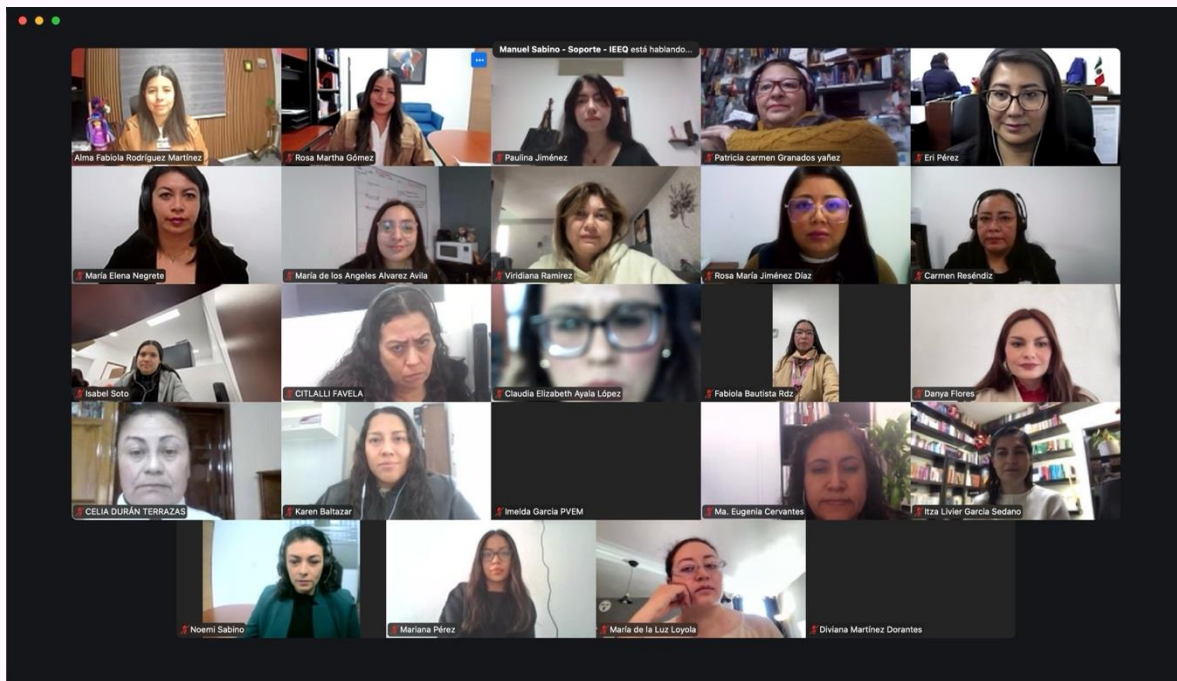 Manuel Sabino - Soporte - IEEQ está hablando...
Alma Fabiola Rodríguez Martínez
Rosa Martha Gómez
Paulina Jiménez
Patricia carmen Granados yañez
Eri Pérez
María Elena Negrete
María de los Angeles Alvarez Avila
Viridiana Ramirez
Rosa María Jiménez Díaz
Carmen Reséndiz
Isabel Soto
CITLALLI FAVELA
Claudia Elizabeth Ayala López
Fabiola Bautista Rdz
Danya Flores
CELIA DURÁN TERRAZAS
Karen Baltazar
Imelda Garcia PVEM
Ma. Eugenia Cervantes
Itza Livier García Sedano
Noemi Sabino
Mariana Pérez
María de la Luz Loyola
Diviana Martínez Dorantes